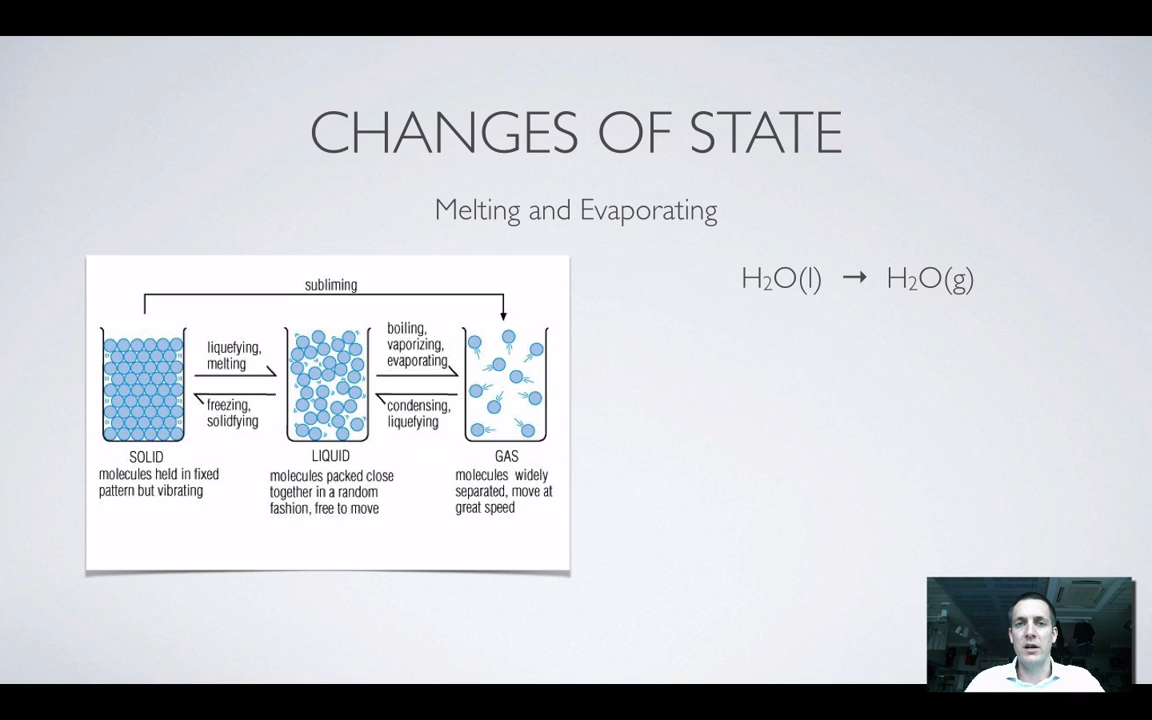 CHANGES OF STATE
Melting and Evaporating
H₂O(l) → H₂O(g)
subliming
liquefying,
melting
freezing,
solidfying
boiling,
vaporizing,
evaporating
condensing,
liquefying
SOLID
molecules held in fixed
pattern but vibrating
LIQUID
molecules packed close
together in a random
fashion, free to move
GAS
molecules widely
separated, move at
great speed